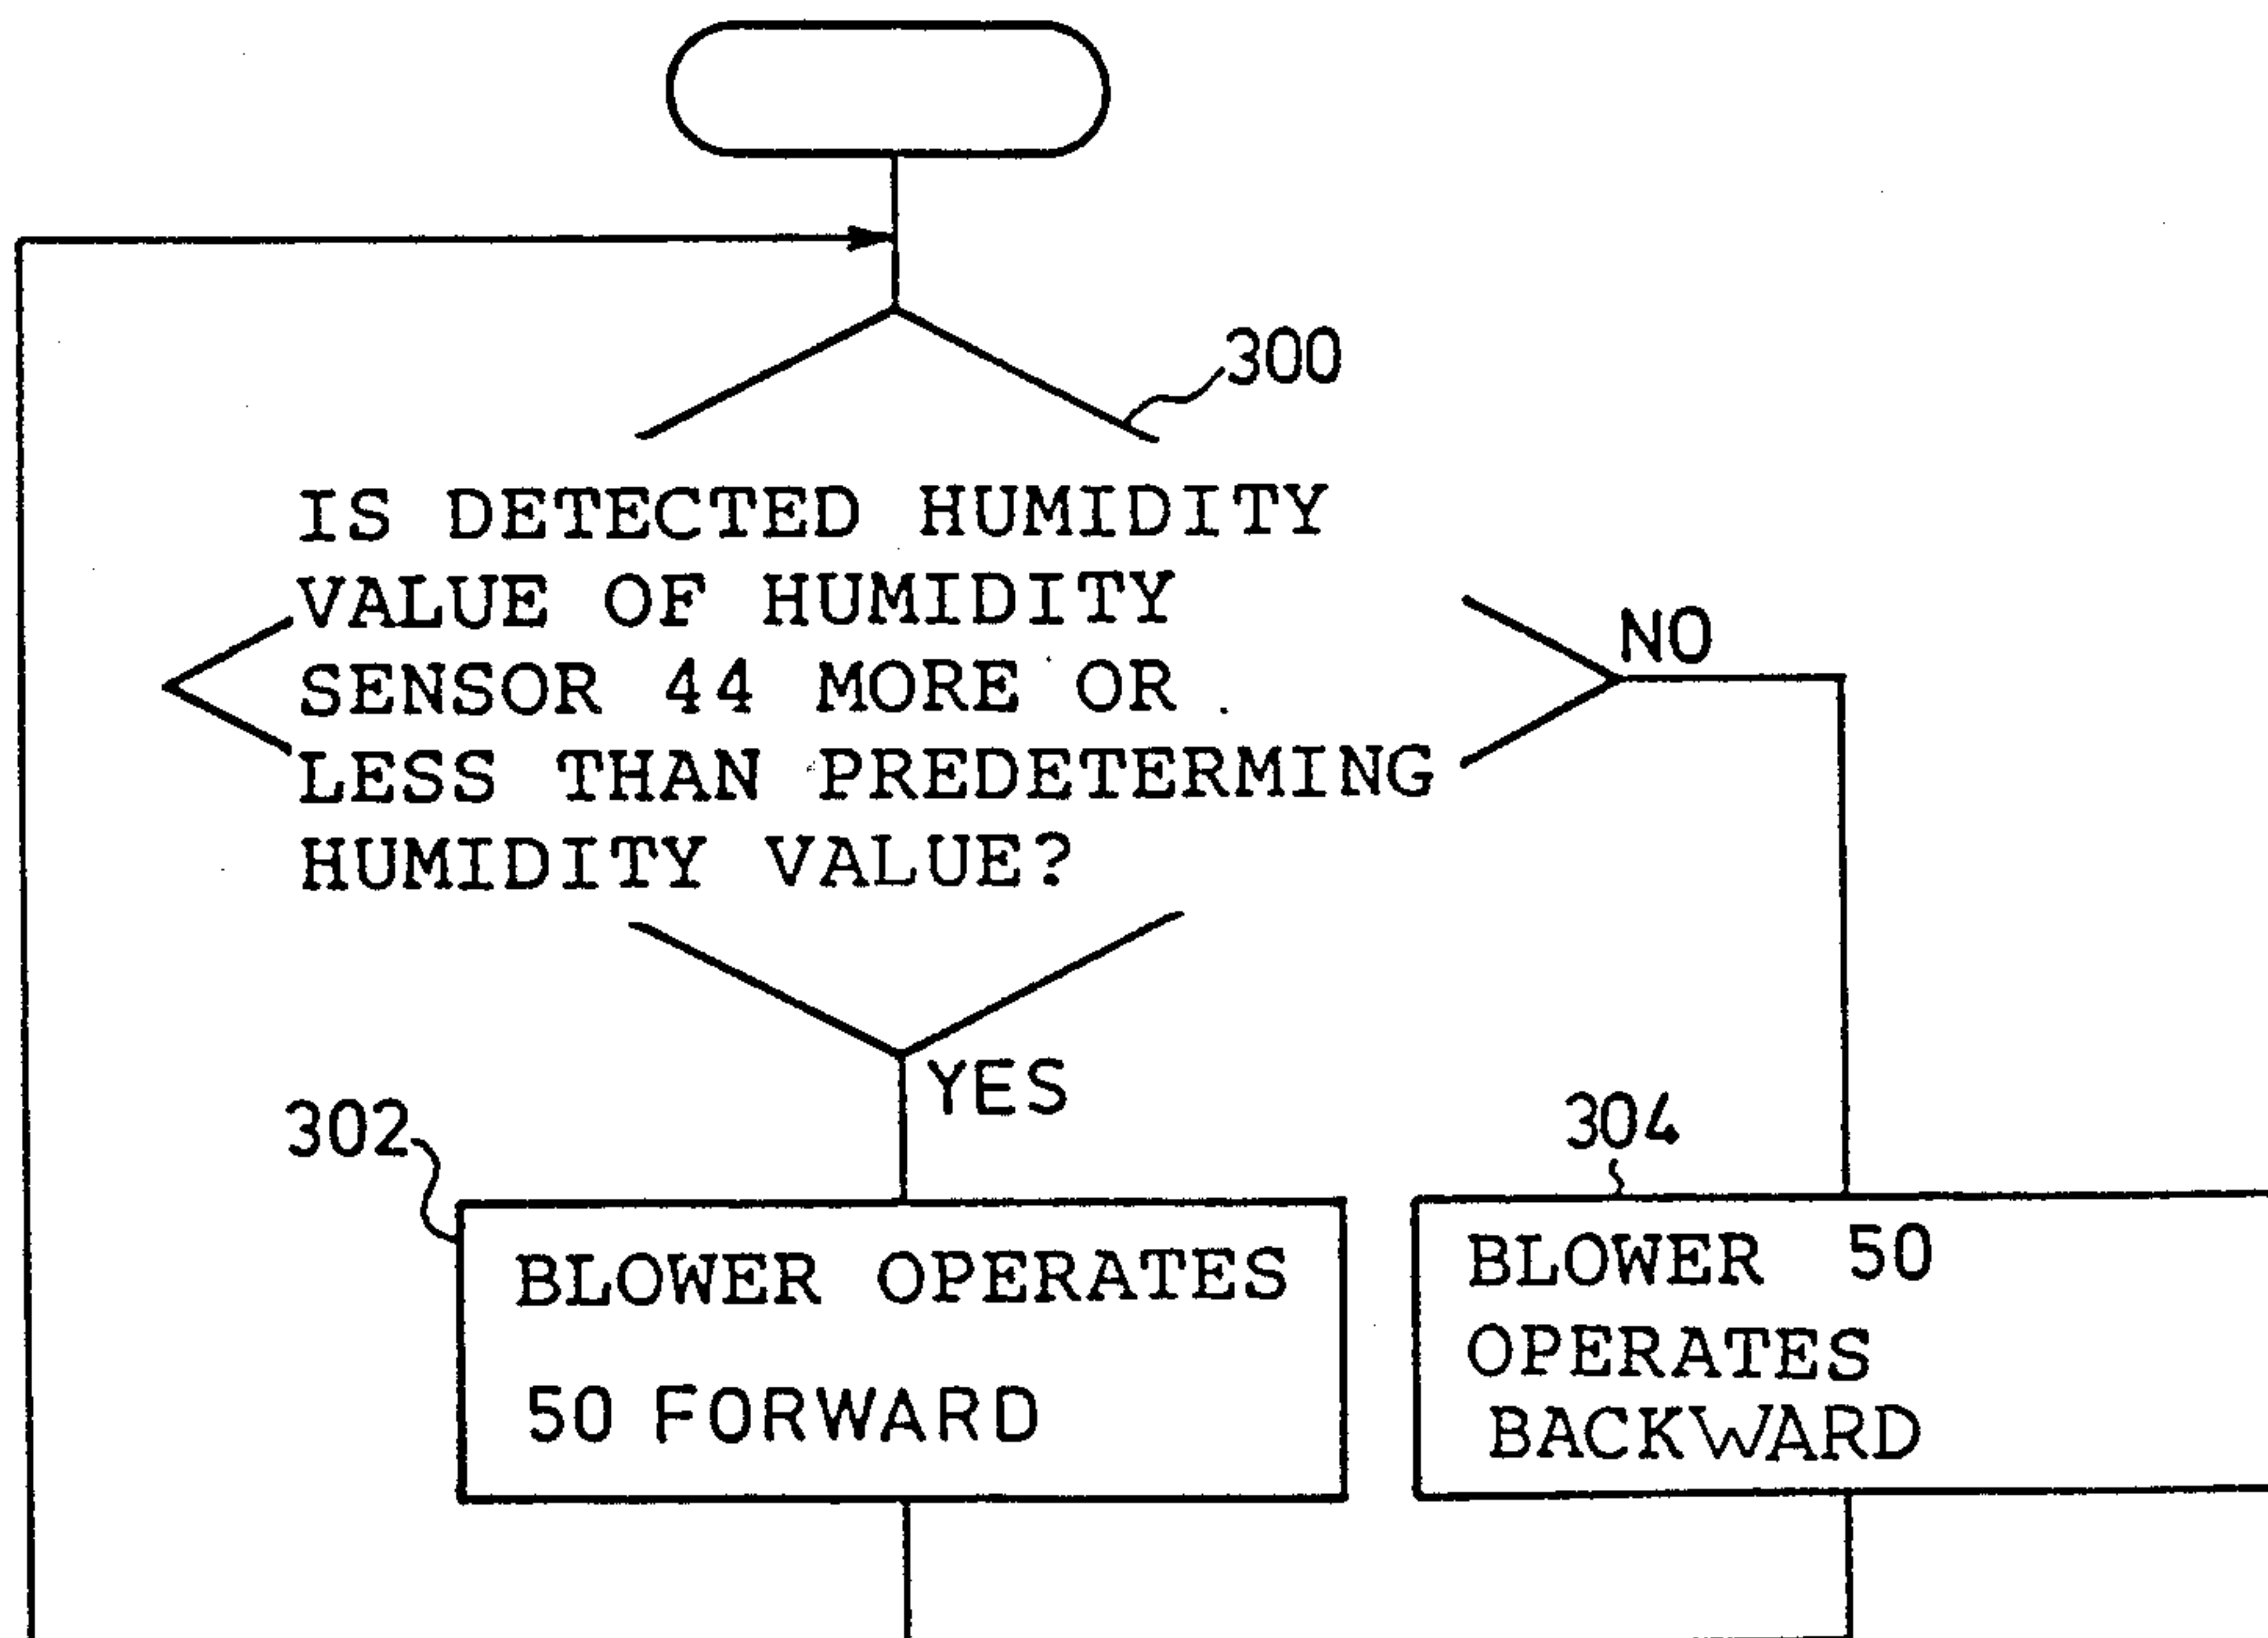 300
IS DETECTED HUMIDITY
VALUE OF HUMIDITY
SENSOR 44 MORE OR
LESS THAN PREDETERMING
HUMIDITY VALUE?
NO
YES
302
BLOWER OPERATES
50 FORWARD
304
BLOWER 50
OPERATES
BACKWARD